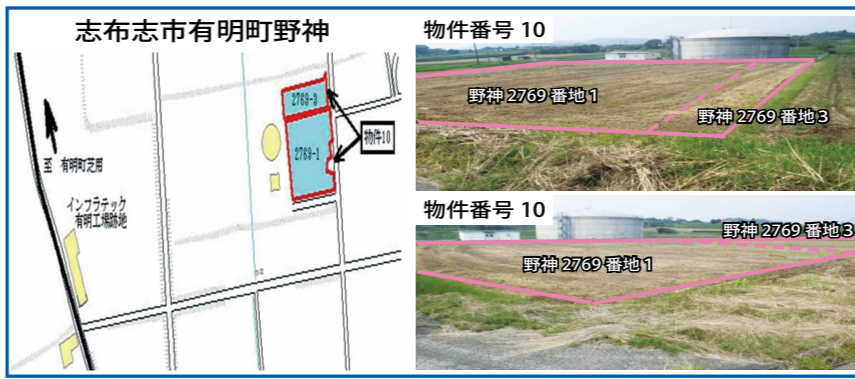 志布志市有明町野神
2769-3
2769-1
物件10
至 有明町芝用
インフラテック
有明工場跡地
物件番号 10
野神 2769 番地 1
野神 2769 番地 3
物件番号 10
野神 2769 番地 3
野神 2769 番地 1